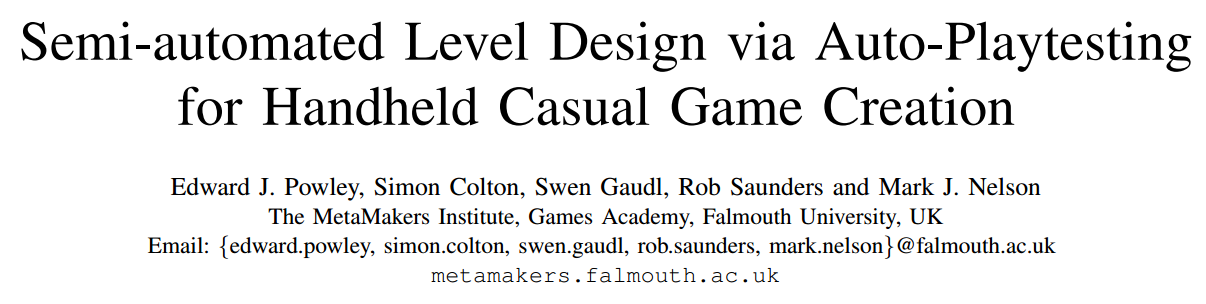 Semi-automated Level Design via Auto-Playtesting
for Handheld Casual Game Creation
Edward J. Powley, Simon Colton, Swen Gaudl, Rob Saunders and Mark J. Nelson
The MetaMakers Institute, Games Academy, Falmouth University, UK
Email: {edward.powley, simon.colton, swen.gaudl, rob.saunders, mark.nelson}@falmouth.ac.uk
metamakers.falmouth.ac.uk